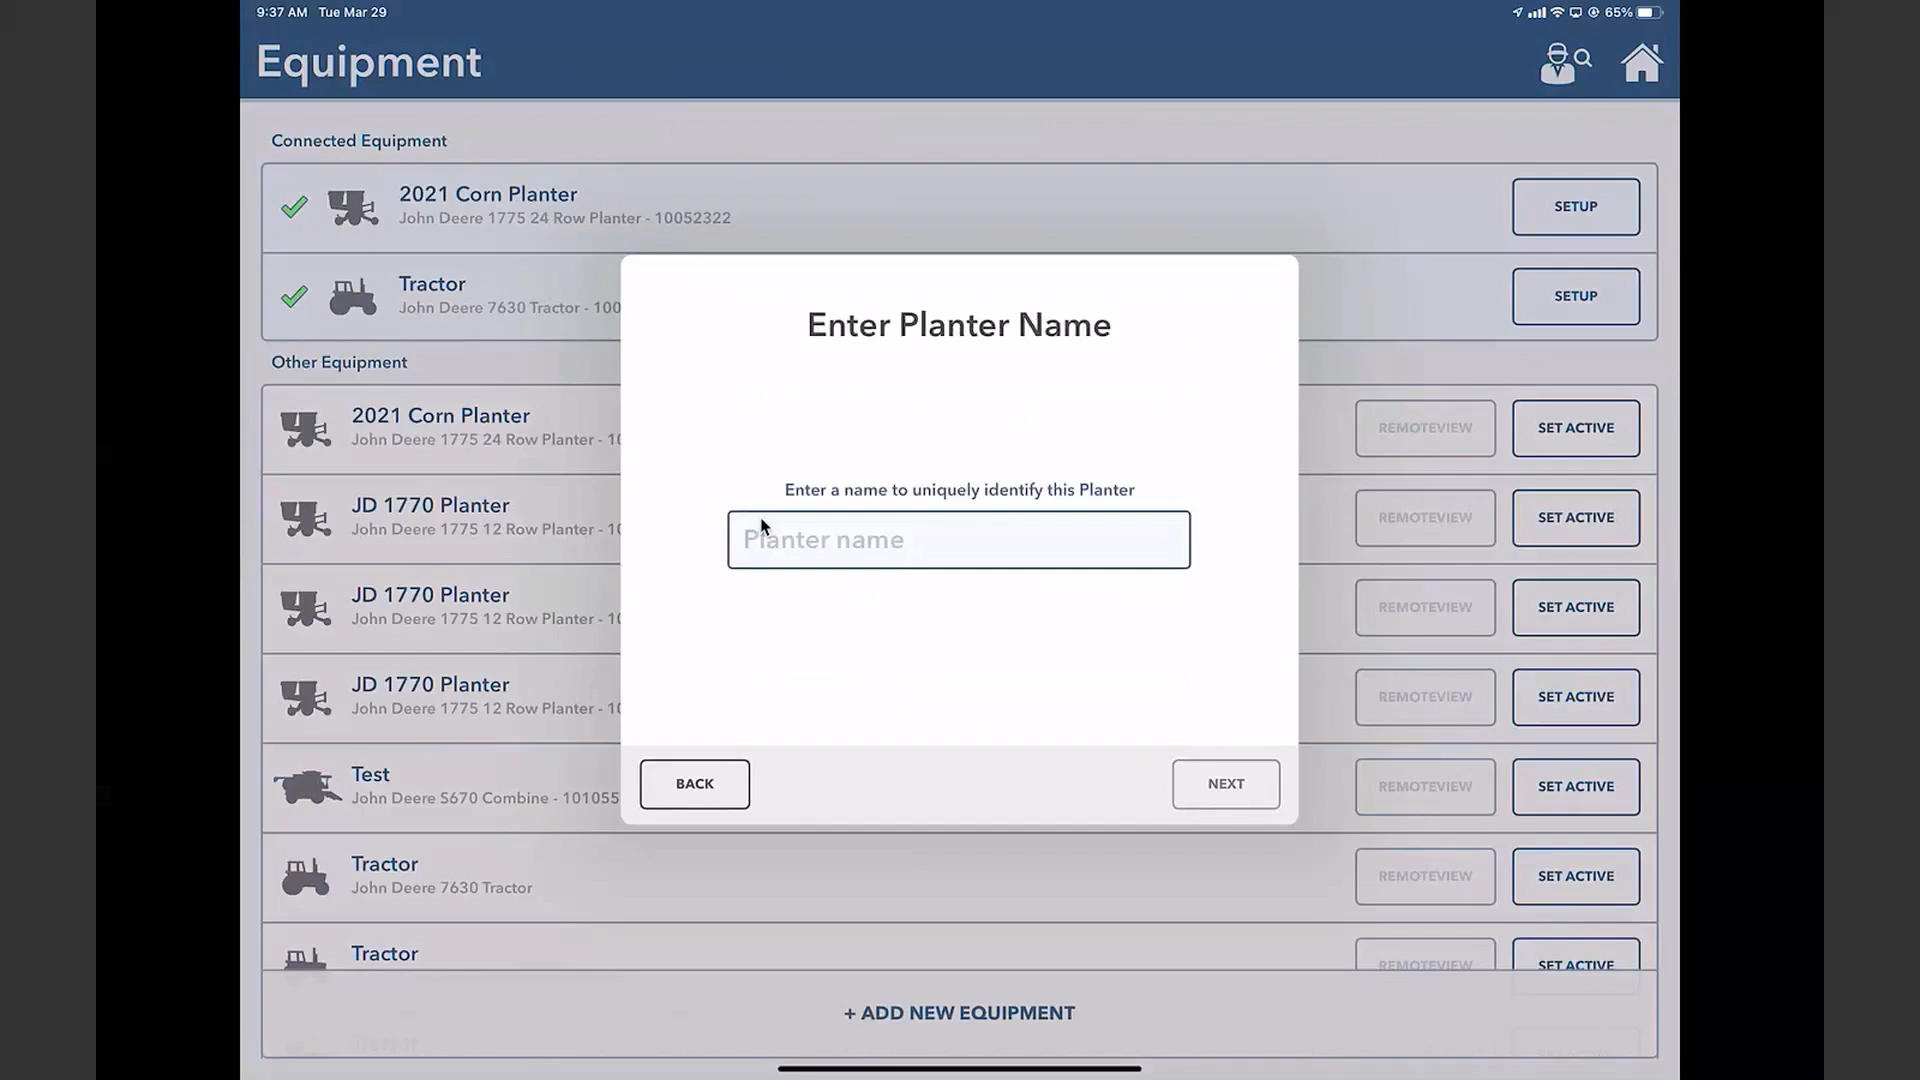 9:37 AM Tue Mar 29
65%
Equipment
Connected Equipment
2021 Corn Planter
John Deere 1775 24 Row Planter - 10052322
SETUP
Tractor
John Deere 7630 Tractor - 100
SETUP
Other Equipment
2021 Corn Planter
John Deere 1775 24 Row Planter - 10
REMOTEVIEW
SET ACTIVE
JD 1770 Planter
John Deere 1775 12 Row Planter - 10
REMOTEVIEW
SET ACTIVE
JD 1770 Planter
John Deere 1775 12 Row Planter - 10
REMOTEVIEW
SET ACTIVE
JD 1770 Planter
John Deere 1775 12 Row Planter - 10
REMOTEVIEW
SET ACTIVE
Test
John Deere S670 Combine - 101055
REMOTEVIEW
SET ACTIVE
Tractor
John Deere 7630 Tractor
REMOTEVIEW
SET ACTIVE
Tractor
REMOTEVIEW
SET ACTIVE
+ ADD NEW EQUIPMENT
Enter Planter Name
Enter a name to uniquely identify this Planter
Planter name
BACK
NEXT